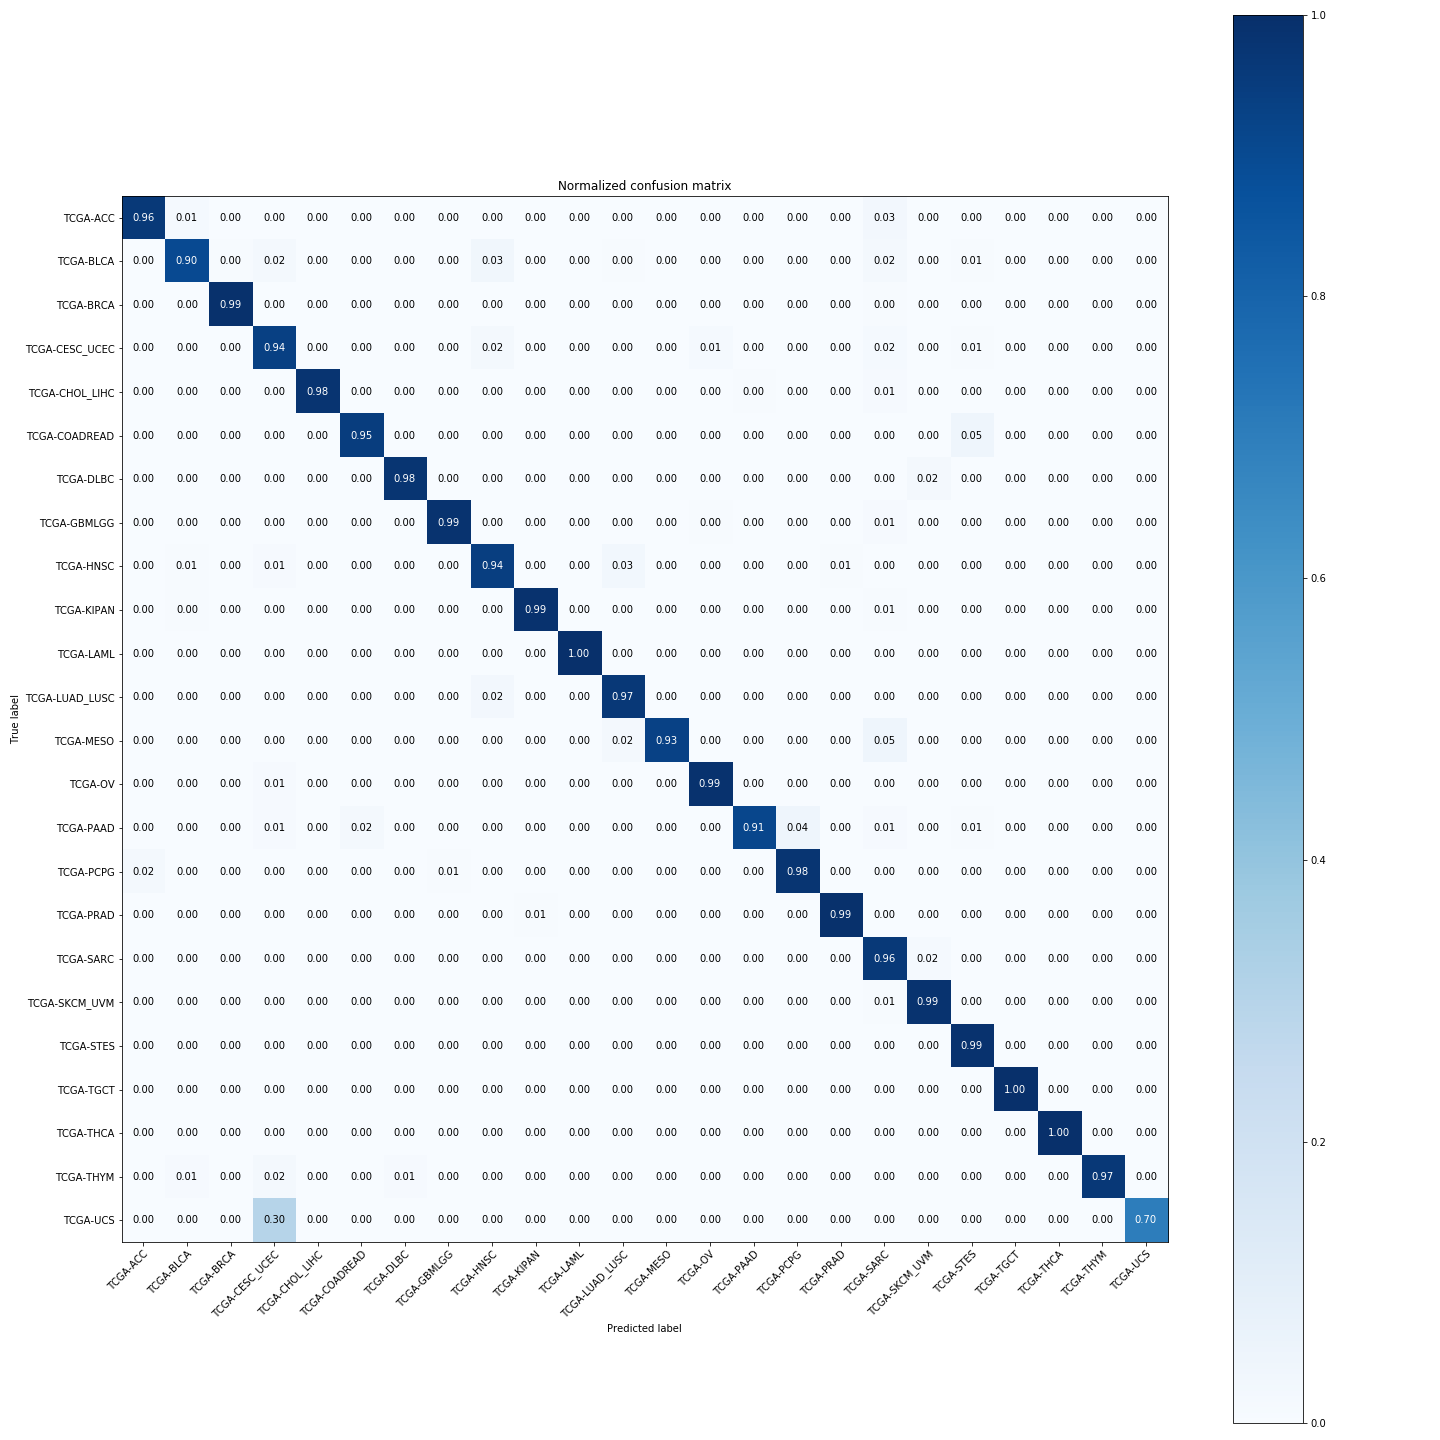 Normalized confusion matrix
TCGA-ACC 0.96 0.01 0.00 0.00 0.00 0.00 0.00 0.00 0.00 0.00 0.00 0.00 0.00 0.00 0.00 0.00 0.00 0.03 0.00 0.00 0.00 0.00 0.00 0.00
TCGA-BLCA 0.00 0.90 0.00 0.02 0.00 0.00 0.00 0.00 0.03 0.00 0.00 0.00 0.00 0.00 0.00 0.00 0.00 0.02 0.00 0.01 0.00 0.00 0.00 0.00
TCGA-BRCA 0.00 0.00 0.99 0.00 0.00 0.00 0.00 0.00 0.00 0.00 0.00 0.00 0.00 0.00 0.00 0.00 0.00 0.00 0.00 0.00 0.00 0.00 0.00 0.00
TCGA-CESC_UCEC 0.00 0.00 0.00 0.94 0.00 0.00 0.00 0.00 0.02 0.00 0.00 0.00 0.00 0.01 0.00 0.00 0.00 0.02 0.00 0.01 0.00 0.00 0.00 0.00
TCGA-CHOL_LIHC 0.00 0.00 0.00 0.00 0.98 0.00 0.00 0.00 0.00 0.00 0.00 0.00 0.00 0.00 0.00 0.00 0.00 0.01 0.00 0.00 0.00 0.00 0.00 0.00
TCGA-COADREAD 0.00 0.00 0.00 0.00 0.00 0.95 0.00 0.00 0.00 0.00 0.00 0.00 0.00 0.00 0.00 0.00 0.00 0.00 0.00 0.05 0.00 0.00 0.00 0.00
TCGA-DLBC 0.00 0.00 0.00 0.00 0.00 0.00 0.98 0.00 0.00 0.00 0.00 0.00 0.00 0.00 0.00 0.00 0.00 0.00 0.02 0.00 0.00 0.00 0.00 0.00
TCGA-GBMLGG 0.00 0.00 0.00 0.00 0.00 0.00 0.00 0.99 0.00 0.00 0.00 0.00 0.00 0.00 0.00 0.00 0.00 0.01 0.00 0.00 0.00 0.00 0.00 0.00
TCGA-HNSC 0.00 0.01 0.00 0.01 0.00 0.00 0.00 0.00 0.94 0.00 0.00 0.03 0.00 0.00 0.00 0.00 0.01 0.00 0.00 0.00 0.00 0.00 0.00 0.00
TCGA-KIPAN 0.00 0.00 0.00 0.00 0.00 0.00 0.00 0.00 0.00 0.99 0.00 0.00 0.00 0.00 0.00 0.00 0.00 0.01 0.00 0.00 0.00 0.00 0.00 0.00
TCGA-LAML 0.00 0.00 0.00 0.00 0.00 0.00 0.00 0.00 0.00 0.00 1.00 0.00 0.00 0.00 0.00 0.00 0.00 0.00 0.00 0.00 0.00 0.00 0.00 0.00
TCGA-LUAD_LUSC 0.00 0.00 0.00 0.00 0.00 0.00 0.00 0.00 0.02 0.00 0.00 0.97 0.00 0.00 0.00 0.00 0.00 0.00 0.00 0.00 0.00 0.00 0.00 0.00
TCGA-MESO 0.00 0.00 0.00 0.00 0.00 0.00 0.00 0.00 0.00 0.00 0.00 0.02 0.93 0.00 0.00 0.00 0.00 0.05 0.00 0.00 0.00 0.00 0.00 0.00
TCGA-OV 0.00 0.00 0.00 0.01 0.00 0.00 0.00 0.00 0.00 0.00 0.00 0.00 0.00 0.99 0.00 0.00 0.00 0.00 0.00 0.00 0.00 0.00 0.00 0.00
TCGA-PAAD 0.00 0.00 0.00 0.01 0.00 0.02 0.00 0.00 0.00 0.00 0.00 0.00 0.00 0.00 0.91 0.04 0.00 0.01 0.00 0.01 0.00 0.00 0.00 0.00
TCGA-PCPG 0.02 0.00 0.00 0.00 0.00 0.00 0.00 0.01 0.00 0.00 0.00 0.00 0.00 0.00 0.00 0.98 0.00 0.00 0.00 0.00 0.00 0.00 0.00 0.00
TCGA-PRAD 0.00 0.00 0.00 0.00 0.00 0.00 0.00 0.00 0.00 0.01 0.00 0.00 0.00 0.00 0.00 0.00 0.99 0.00 0.00 0.00 0.00 0.00 0.00 0.00
TCGA-SARC 0.00 0.00 0.00 0.00 0.00 0.00 0.00 0.00 0.00 0.00 0.00 0.00 0.00 0.00 0.00 0.00 0.00 0.96 0.02 0.00 0.00 0.00 0.00 0.00
TCGA-SKCM_UVM 0.00 0.00 0.00 0.00 0.00 0.00 0.00 0.00 0.00 0.00 0.00 0.00 0.00 0.00 0.00 0.00 0.00 0.01 0.99 0.00 0.00 0.00 0.00 0.00
TCGA-STES 0.00 0.00 0.00 0.00 0.00 0.00 0.00 0.00 0.00 0.00 0.00 0.00 0.00 0.00 0.00 0.00 0.00 0.00 0.00 0.99 0.00 0.00 0.00 0.00
TCGA-TGCT 0.00 0.00 0.00 0.00 0.00 0.00 0.00 0.00 0.00 0.00 0.00 0.00 0.00 0.00 0.00 0.00 0.00 0.00 0.00 0.00 1.00 0.00 0.00 0.00
TCGA-THCA 0.00 0.00 0.00 0.00 0.00 0.00 0.00 0.00 0.00 0.00 0.00 0.00 0.00 0.00 0.00 0.00 0.00 0.00 0.00 0.00 0.00 1.00 0.00 0.00
TCGA-THYM 0.00 0.01 0.00 0.02 0.00 0.00 0.01 0.00 0.00 0.00 0.00 0.00 0.00 0.00 0.00 0.00 0.00 0.00 0.00 0.00 0.00 0.00 0.97 0.00
TCGA-UCS 0.00 0.00 0.00 0.30 0.00 0.00 0.00 0.00 0.00 0.00 0.00 0.00 0.00 0.00 0.00 0.00 0.00 0.00 0.00 0.00 0.00 0.00 0.00 0.70
True label
TCGA-ACC
TCGA-BLCA
TCGA-BRCA
TCGA-CESC_UCEC
TCGA-CHOL_LIHC
TCGA-COADREAD
TCGA-DLBC
TCGA-GBMLGG
TCGA-HNSC
TCGA-KIPAN
TCGA-LAML
TCGA-LUAD_LUSC
TCGA-MESO
TCGA-OV
TCGA-PAAD
TCGA-PCPG
TCGA-PRAD
TCGA-SARC
TCGA-SKCM_UVM
TCGA-STES
TCGA-TGCT
TCGA-THCA
TCGA-THYM
TCGA-UCS
Predicted label
1.0
0.8
0.6
0.4
0.2
0.0